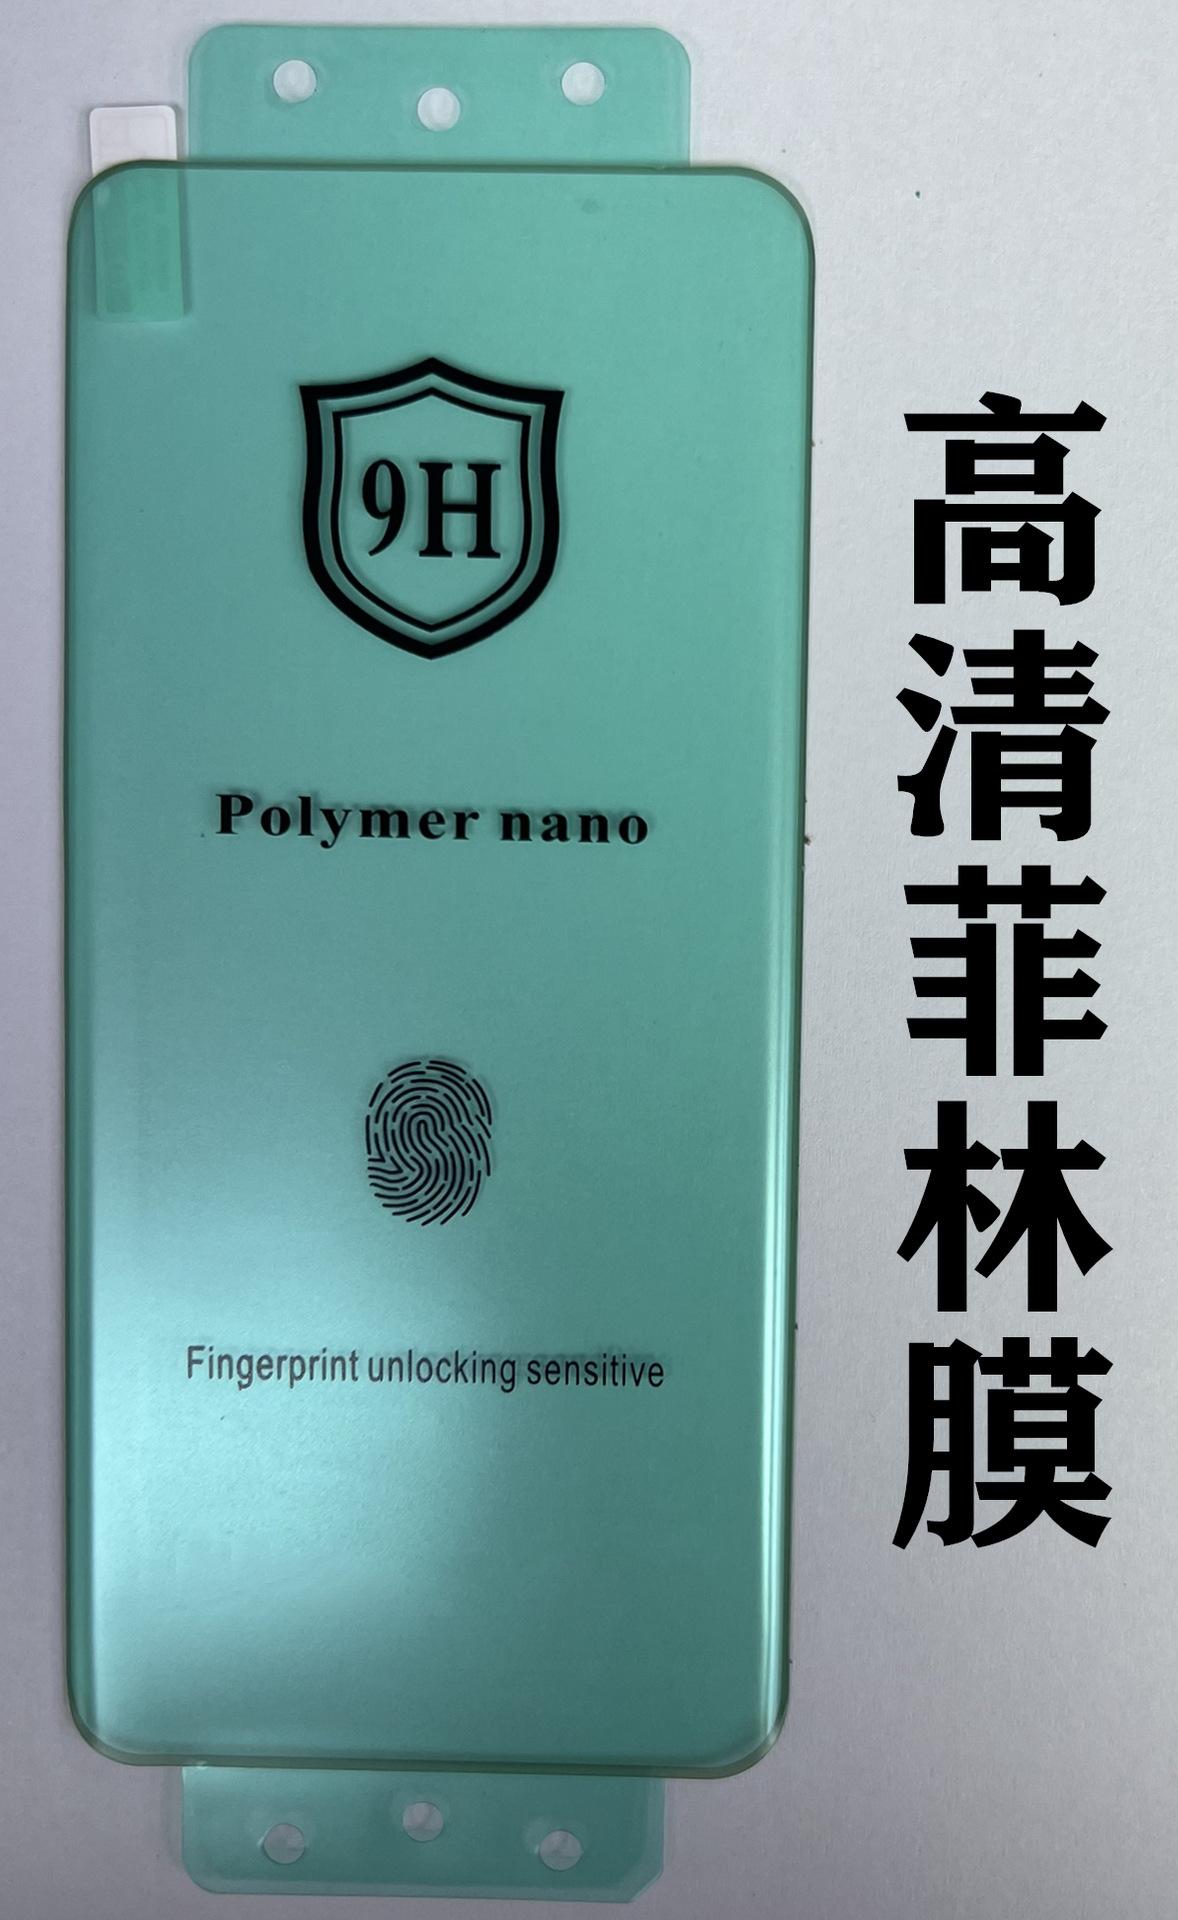 9H
Polymer nano
Fingerprint unlocking sensitive
高清菲林膜